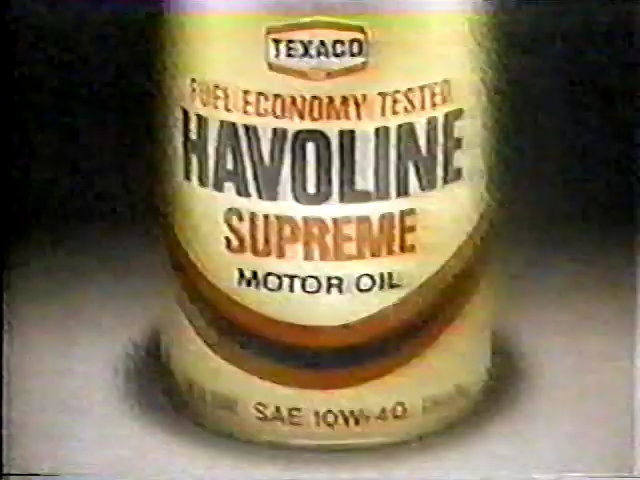 TEXACO
FUEL ECONOMY TESTED
HAVOLINE
SUPREME
MOTOR OIL
SAE 10W-40